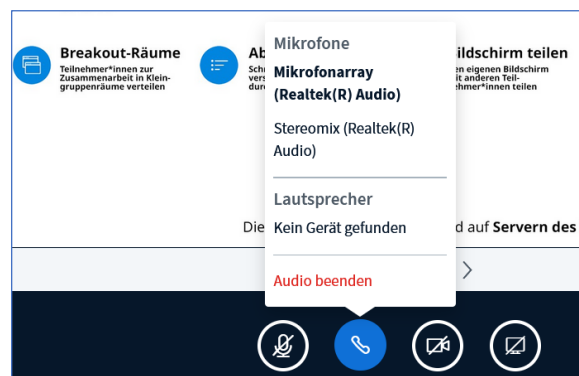 Breakout-Räume
Teilnehmer*innen zur
Zusammenarbeit in Klein-
gruppenräume verteilen
Ab
Mikrofone
Mikrofonarray
(Realtek(R) Audio)
Stereomix (Realtek(R)
Audio)
Lautsprecher
Kein Gerät gefunden
Audio beenden
ildschirm teilen
en eigenen Bildschirm
it anderen Teil-
ehmer*innen teilen
Die
d auf Servern des